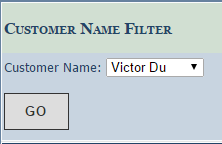 Customer Name Filter
Customer Name: Victor Du
GO